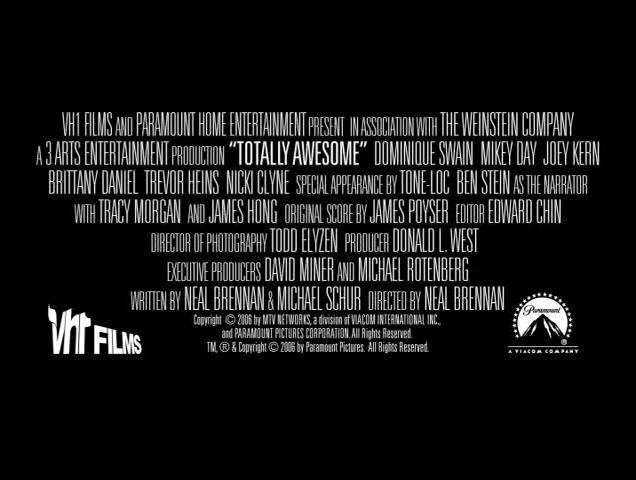 VH1 FILMS AND PARAMOUNT HOME ENTERTAINMENT PRESENT IN ASSOCIATION WITH THE WEINSTEIN COMPANY
A 3 ARTS ENTERTAINMENT PRODUCTION "TOTALLY AWESOME" DOMINIQUE SWAIN MIKEY DAY JOEY KERN
BRITTANY DANIEL TREVOR HEINS NICKI CLYNE SPECIAL APPEARANCE BY TONE-LOC BEN STEIN AS THE NARRATOR
WITH TRACY MORGAN AND JAMES HONG ORIGINAL SCORE BY JAMES POYSER EDITOR EDWARD CHIN
DIRECTOR OF PHOTOGRAPHY TODD ELYZEN PRODUCER DONALD L. WEST
EXECUTIVE PRODUCERS DAVID MINER AND MICHAEL ROTENBERG
WRITTEN BY NEAL BRENNAN & MICHAEL SCHUR DIRECTED BY NEAL BRENNAN
Copyright © 2006 by MTV NETWORKS, a division of VIACOM INTERNATIONAL INC.,
and PARAMOUNT PICTURES CORPORATION. All Rights Reserved.
TM, ® & Copyright © 2006 by Paramount Pictures. All Rights Reserved.
Vh1 FILMS
Paramount
®
A VIACOM COMPANY